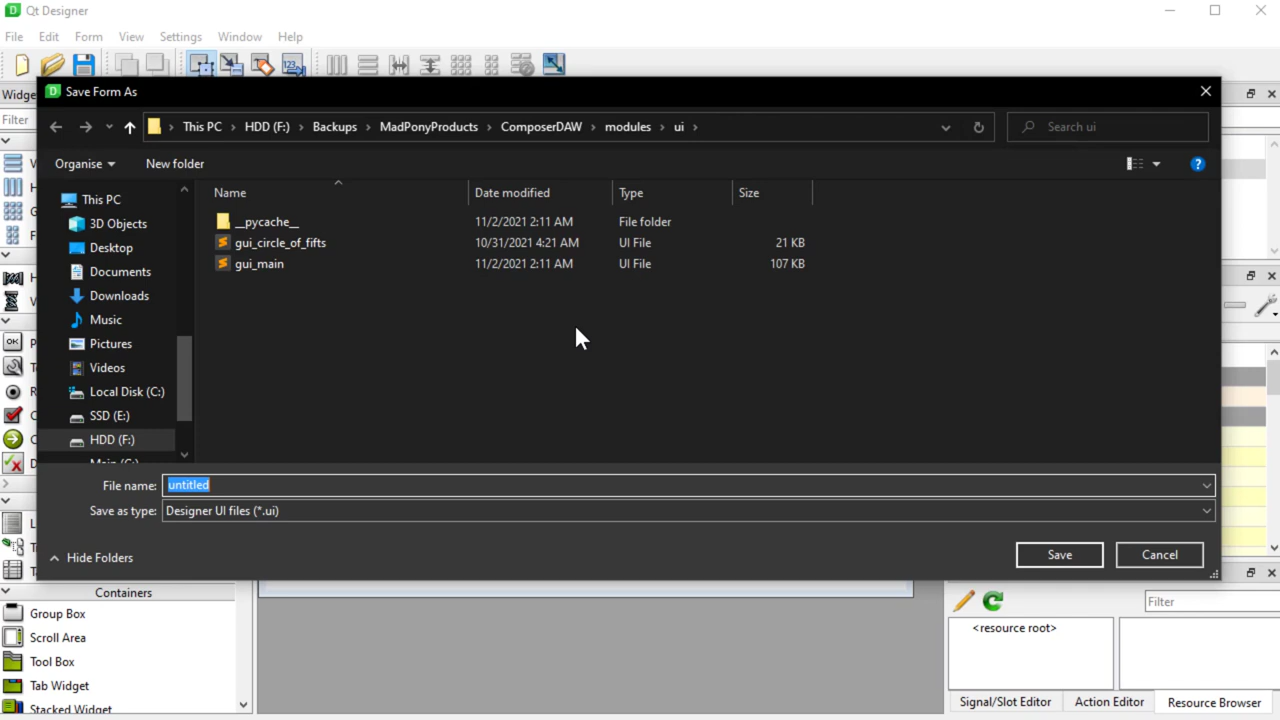 Qt Designer
File Edit Form View Settings Window Help
Save Form As
This PC HDD (F:) Backups MadPonyProducts ComposerDAW modules ui
Search ui
Organise New folder
Filter
This PC
3D Objects
Desktop
Documents
Downloads
Music
Pictures
Videos
Local Disk (C:)
SSD (E:)
HDD (F:)
Name Date modified Type Size
__pycache__ 11/2/2021 2:11 AM File folder
gui_circle_of_fifts 10/31/2021 4:21 AM UI File 21 KB
gui_main 11/2/2021 2:11 AM UI File 107 KB
File name: untitled
Save as type: Designer UI files (*.ui)
Hide Folders
Save Cancel
Containers
Group Box
Scroll Area
Tool Box
Tab Widget
Stacked Widget
Filter
<resource root>
Signal/Slot Editor Action Editor Resource Browser